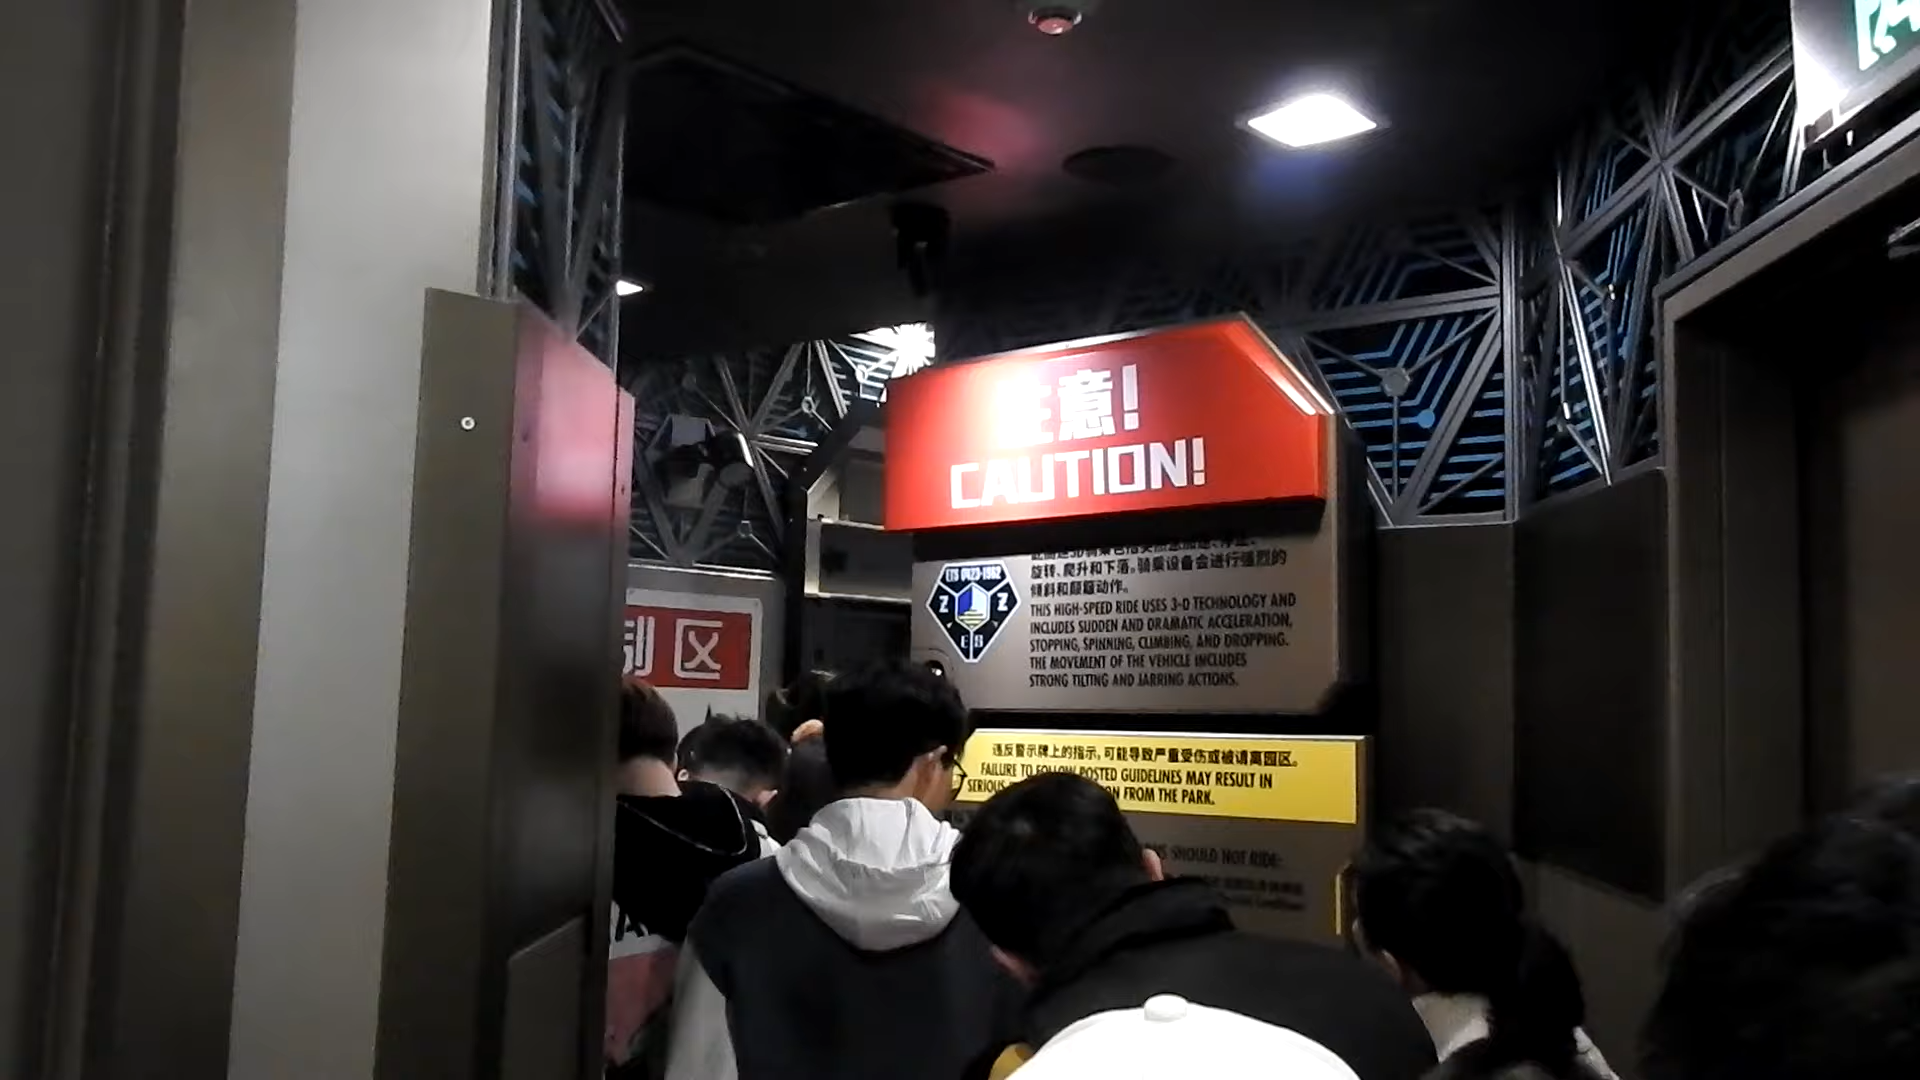 注意!
CAUTION!
旋转、爬升和下落。骑乘设备会进行强烈的
倾斜和颠簸动作。
THIS HIGH-SPEED RIDE USES 3-D TECHNOLOGY AND
INCLUDES SUDDEN AND DRAMATIC ACCELERATION,
STOPPING, SPINNING, CLIMBING, AND DROPPING.
THE MOVEMENT OF THE VEHICLE INCLUDES
STRONG TILTING AND JARRING ACTIONS.
Z Z
E S
制区
违反警示牌上的指示，可能导致严重受伤或被请离园区。
FAILURE TO FOLLOW POSTED GUIDELINES MAY RESULT IN
SERIOUS ON FROM THE PARK.
SHOULD NOT RIDE: